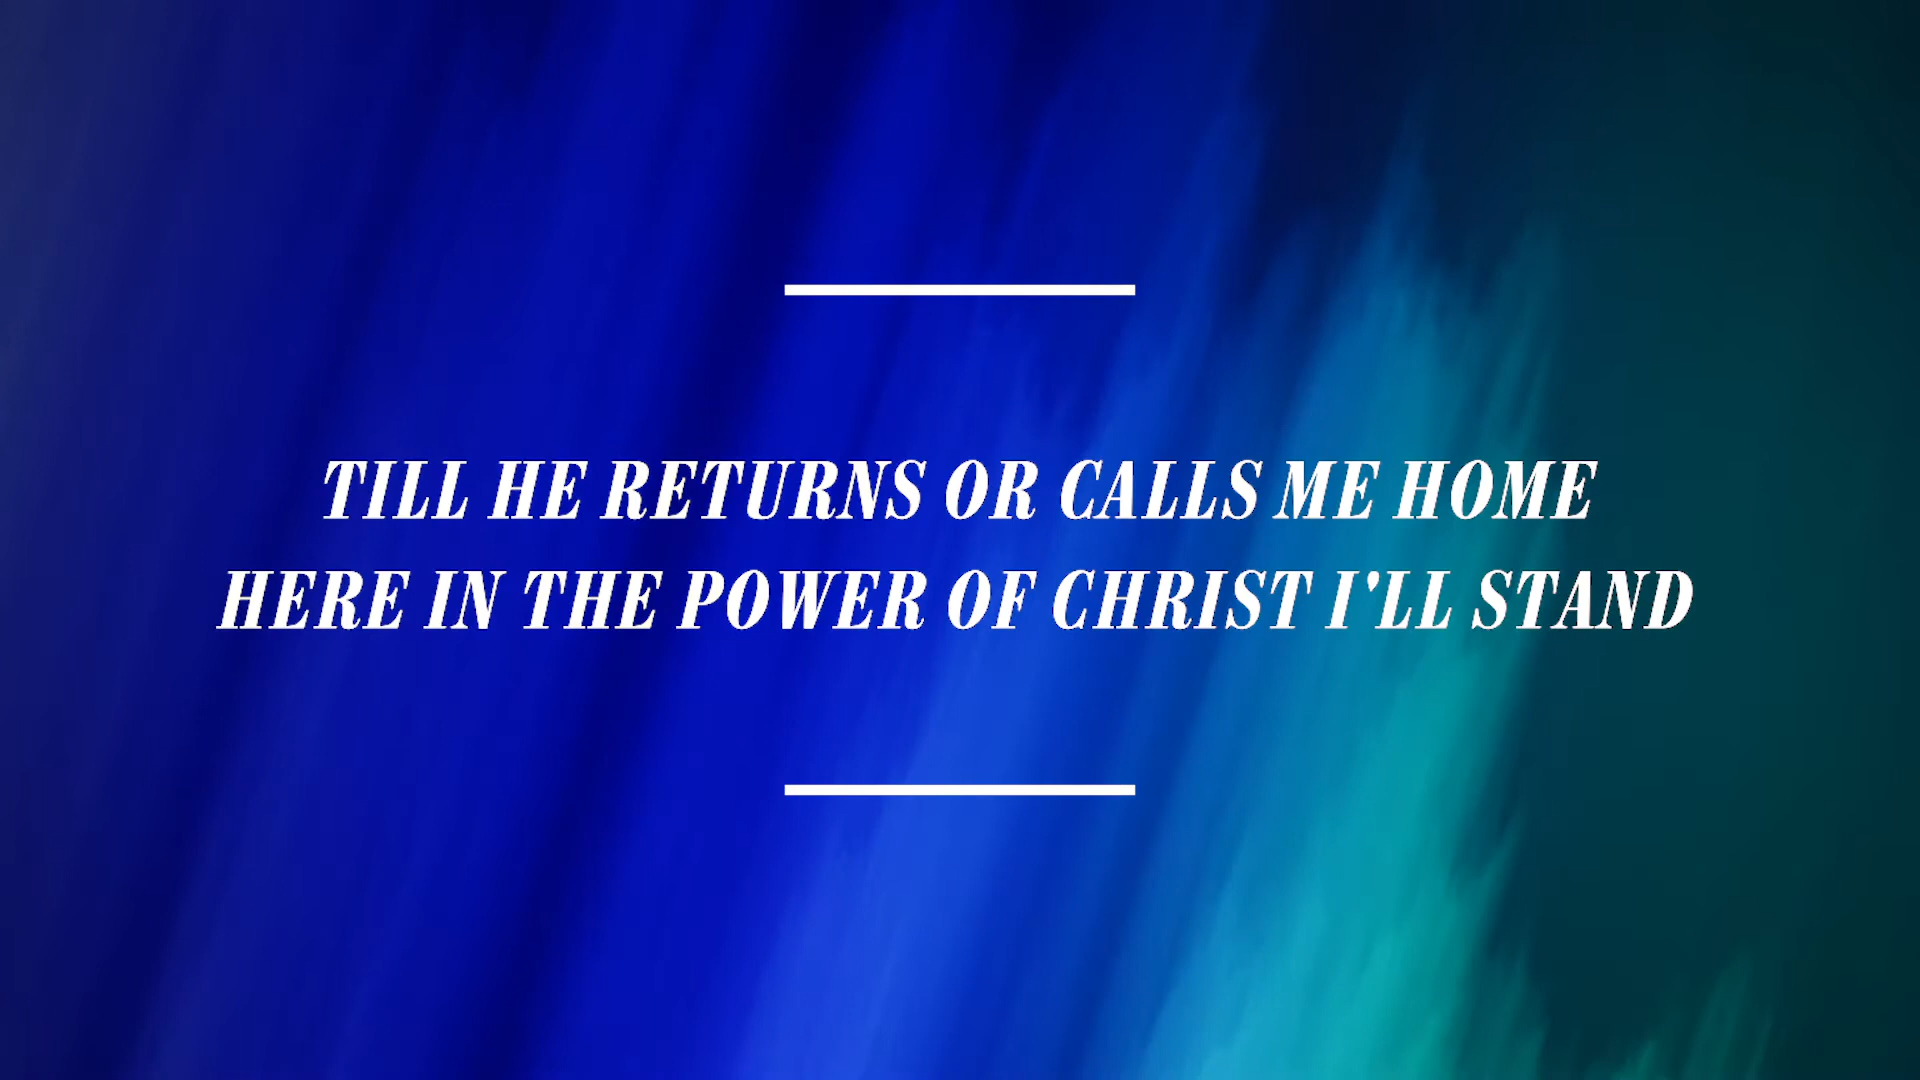 TILL HE RETURNS OR CALLS ME HOME
HERE IN THE POWER OF CHRIST I'LL STAND